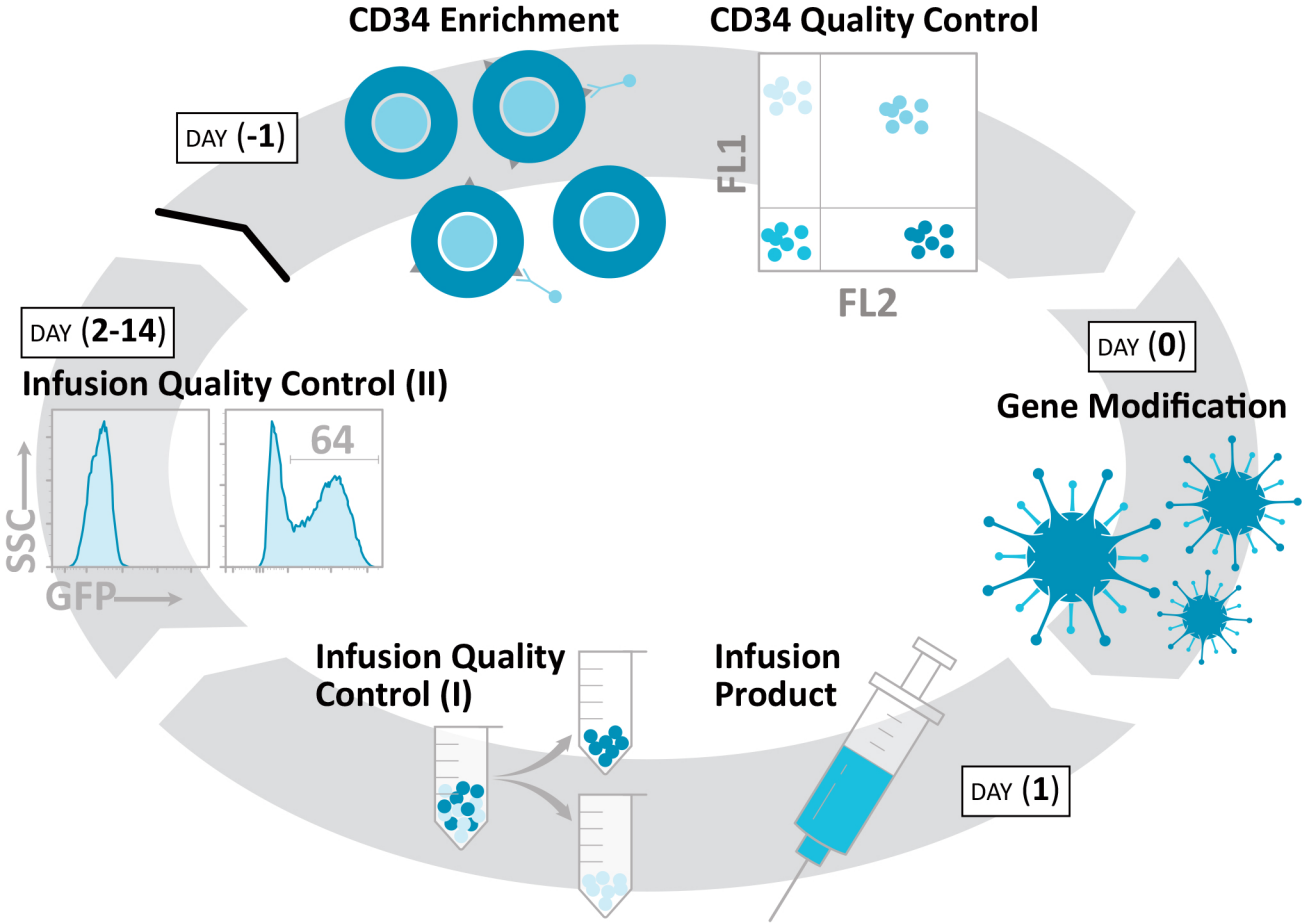 CD34 Enrichment
CD34 Quality Control
DAY (-1)
FL1
FL2
DAY (0)
Gene Modification
DAY (2-14)
Infusion Quality Control (II)
64
SSC
GFP
Infusion Quality
Control (I)
Infusion
Product
DAY (1)